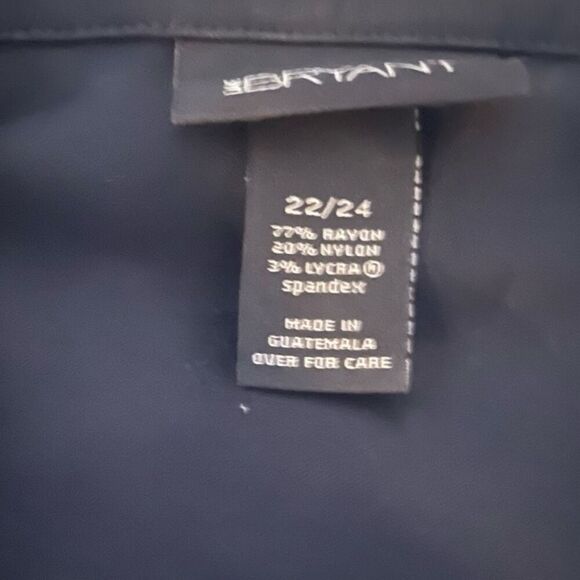 BRYANT
22/24
77% RAYON
20% NYLON
3% LYCRA®
spandex
MADE IN
GUATEMALA
OVER FOR CARE